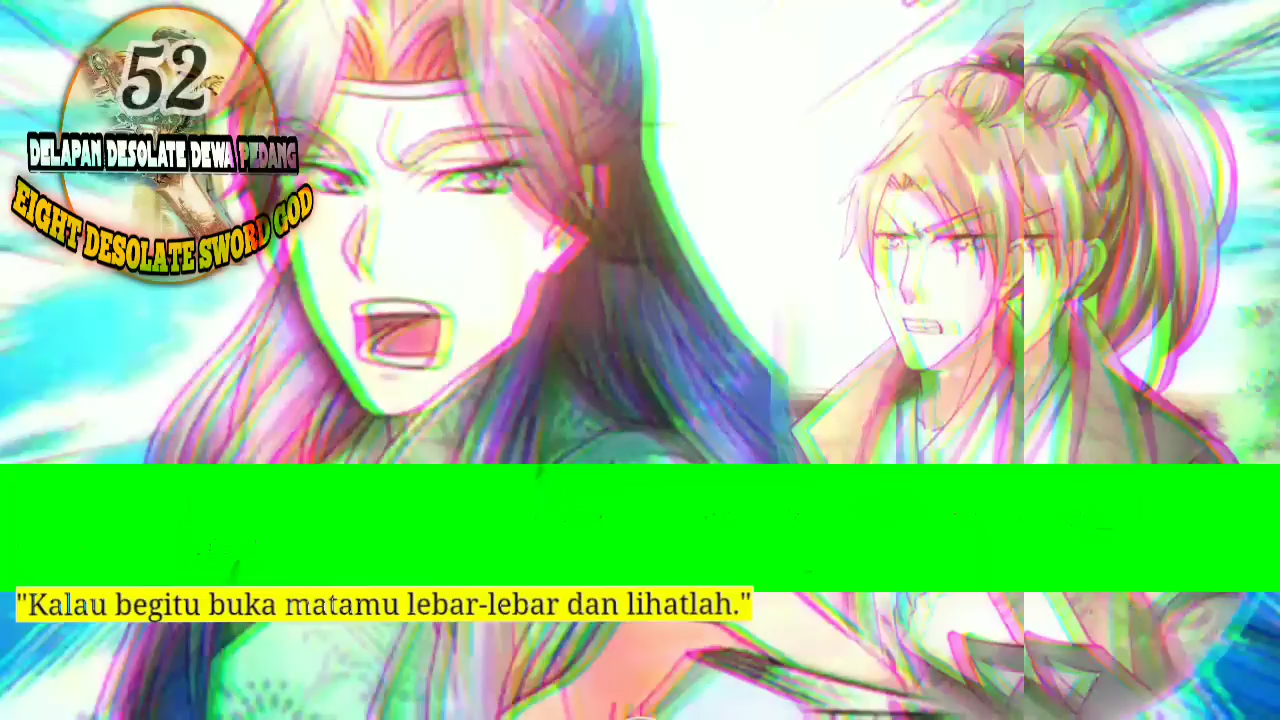 52
DELAPAN DESOLATE DEWA PEDANG
EIGHT DESOLATE SWORD GOD
"Kalau begitu buka matamu lebar-lebar dan lihatlah."